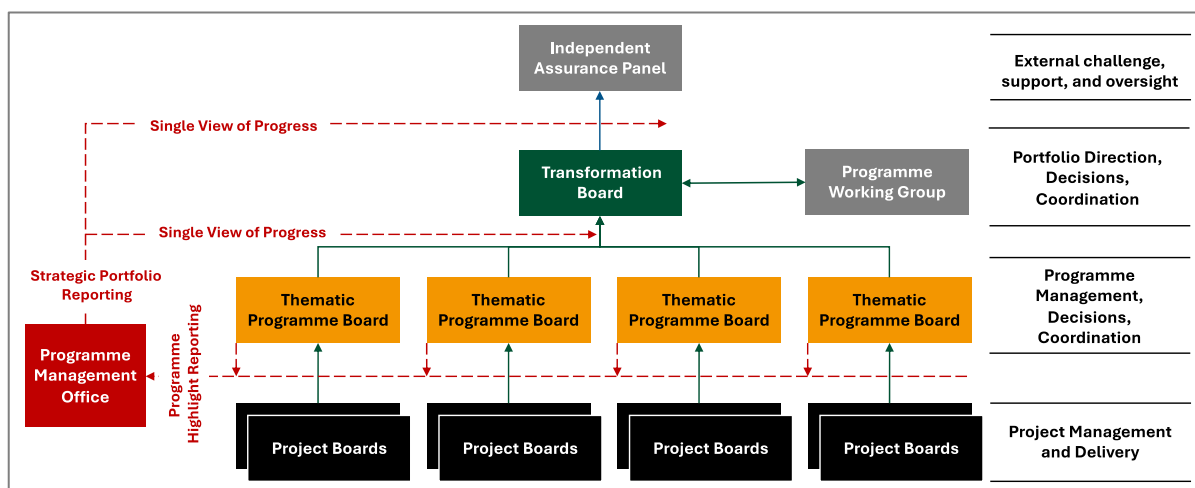 Independent
Assurance Panel
External challenge,
support, and oversight
Single View of Progress
Transformation
Board
Programme
Working Group
Portfolio Direction,
Decisions,
Coordination
Single View of Progress
Strategic Portfolio
Reporting
Thematic
Programme Board
Thematic
Programme Board
Thematic
Programme Board
Thematic
Programme Board
Programme
Management,
Decisions,
Coordination
Programme
Management
Office
Programme
Highlight Reporting
Project Boards
Project Boards
Project Boards
Project Boards
Project Management
and Delivery